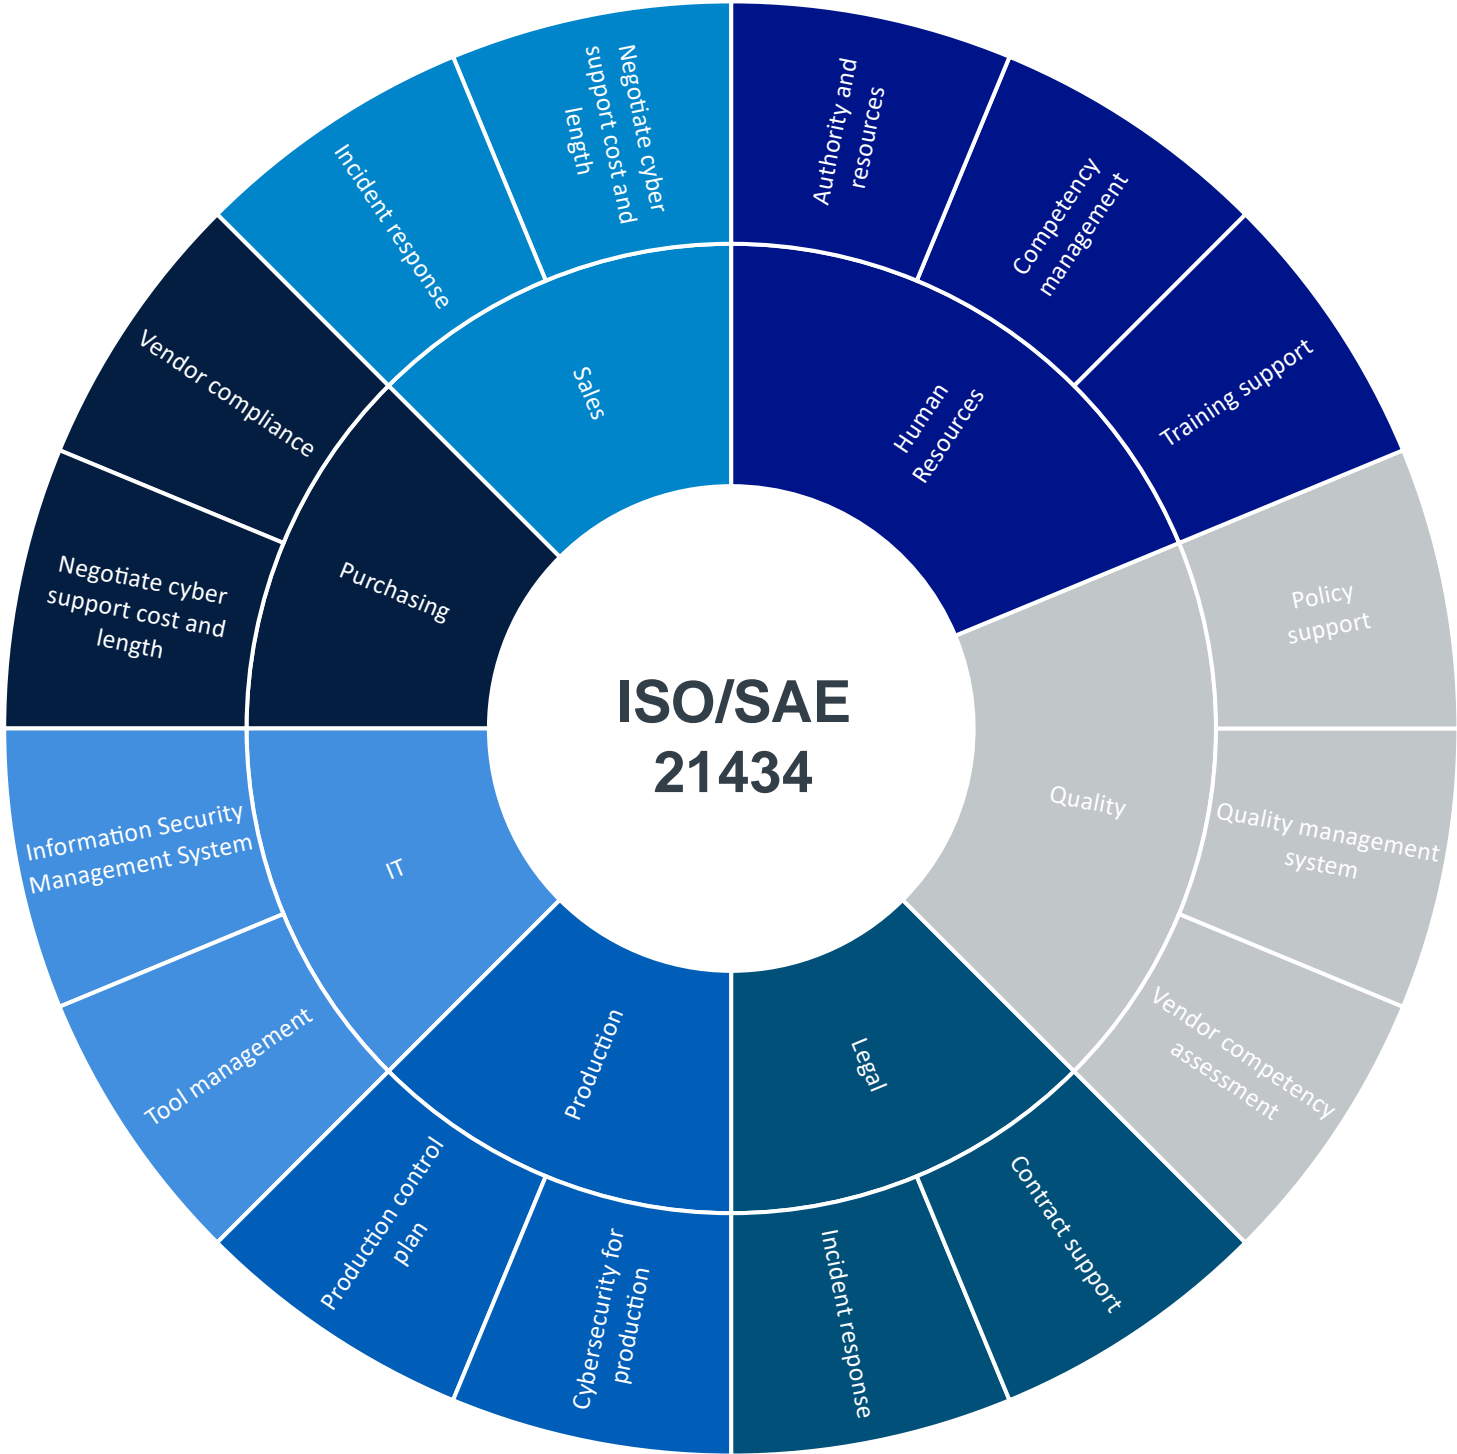 ISO/SAE
21434
Human
Resources
Authority and
resources
Competency
management
Training support
Quality
Policy
support
Quality management
system
Vendor competency
assessment
Legal
Contract support
Incident response
Production
Cybersecurity for
production
Production control
plan
IT
Tool management
Information Security
Management System
Purchasing
Negotiate cyber
support cost and
length
Vendor compliance
Sales
Incident response
Negotiate cyber
support cost and
length